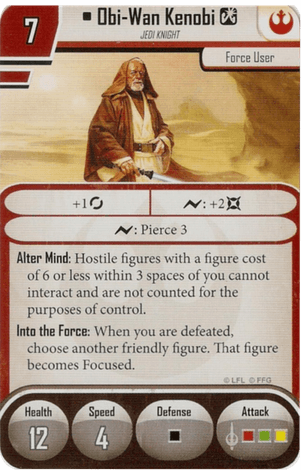 7
Obi-Wan Kenobi
JEDI KNIGHT
Force User
+1
: +2
: Pierce 3
Alter Mind: Hostile figures with a figure cost
of 6 or less within 3 spaces of you cannot
interact and are not counted for the
purposes of control.
Into the Force: When you are defeated,
choose another friendly figure. That figure
becomes Focused.
© LFL © FFG
Health Speed Defense Attack
12 4